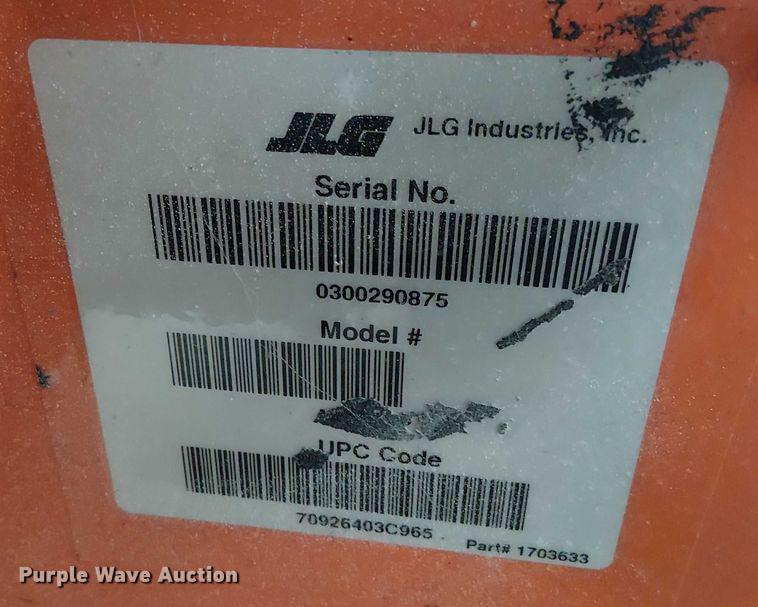 JLG JLG Industries, Inc.
Serial No.
0300290875
Model #
UPC Code
70926403C965
Part# 1703633
Purple Wave Auction